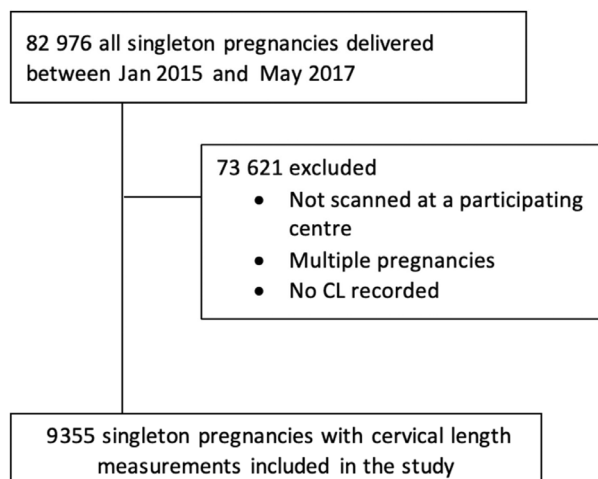 82 976 all singleton pregnancies delivered
between Jan 2015 and May 2017
73 621 excluded
• Not scanned at a participating
centre
• Multiple pregnancies
• No CL recorded
9355 singleton pregnancies with cervical length
measurements included in the study